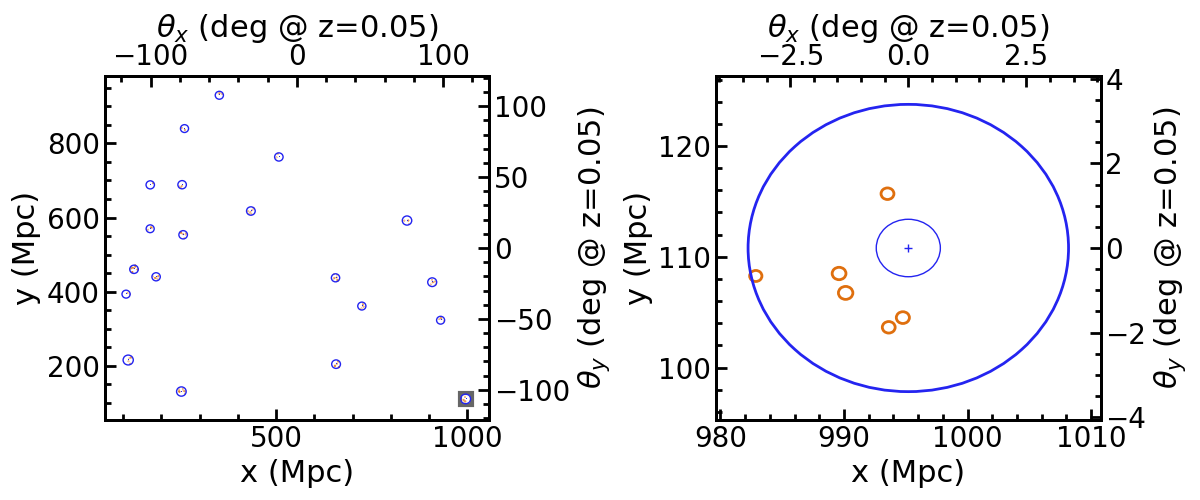 θx (deg @ z=0.05)
−100 0 100
y (Mpc)
800
600
400
200
100
50
0
−50
−100
θy (deg @ z=0.05)
500 1000
x (Mpc)
θx (deg @ z=0.05)
−2.5 0.0 2.5
y (Mpc)
120
110
100
4
2
0
−2
−4
θy (deg @ z=0.05)
980 990 1000 1010
x (Mpc)